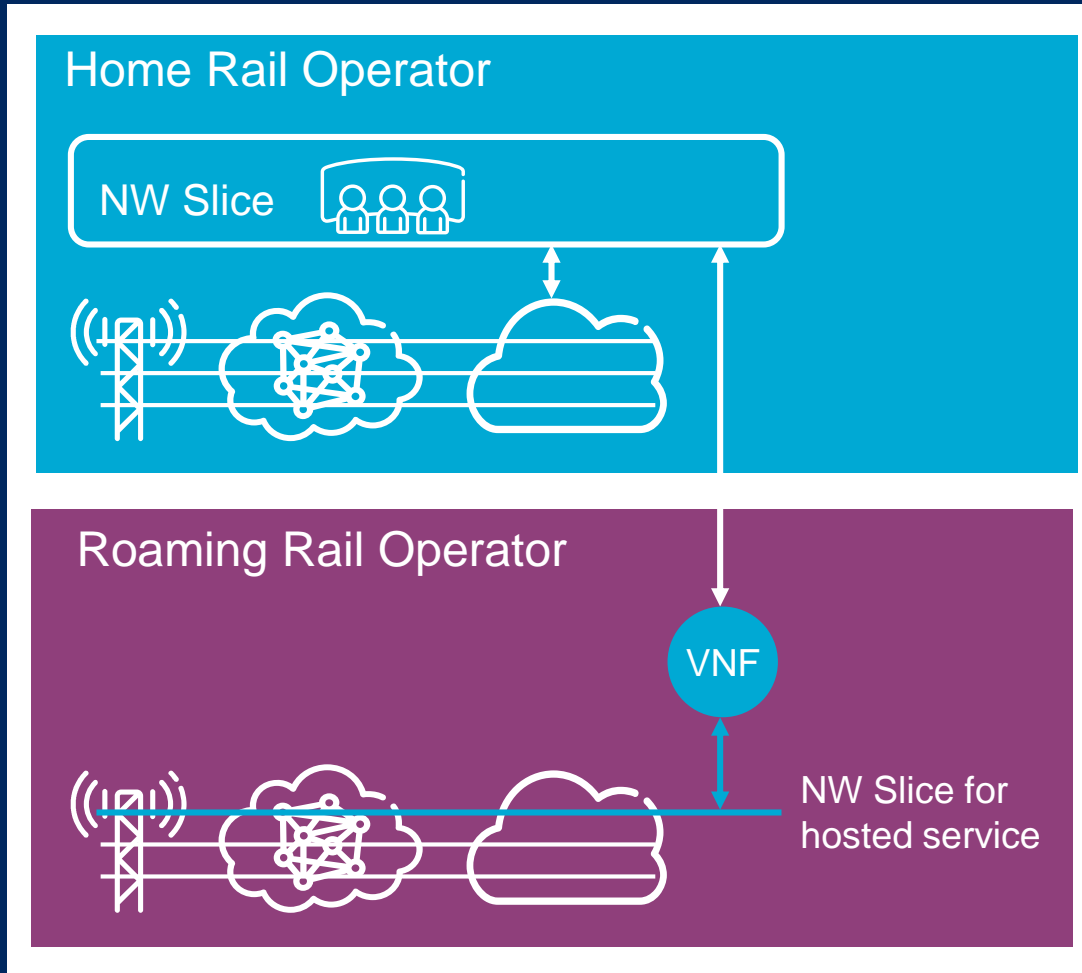 Home Rail Operator
NW Slice
Roaming Rail Operator
VNF
NW Slice for
hosted service